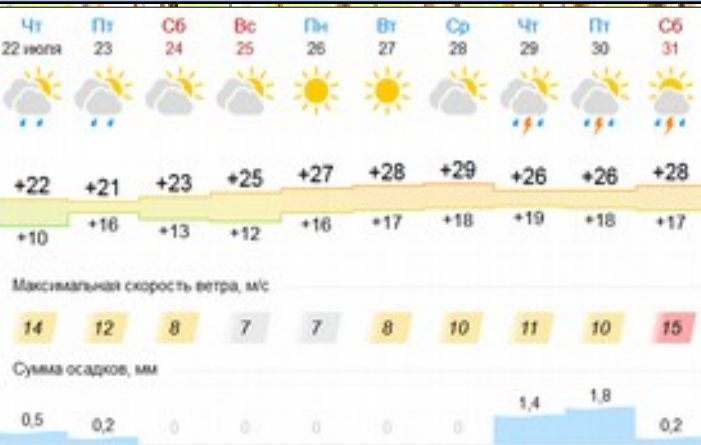 Чт Пт Сб Вс Пн Вт Ср Чт Пт Сб
22 июля 23 24 25 26 27 28 29 30 31
+22 +21 +23 +25 +27 +28 +29 +26 +26 +28
+10 +16 +13 +12 +16 +17 +18 +19 +18 +17
Максимальная скорость ветра, м/с
14 12 8 7 7 8 10 11 10 15
Сумма осадков, мм
0,5 0,2 0 0 0 0 0 1,4 1,8 0,2